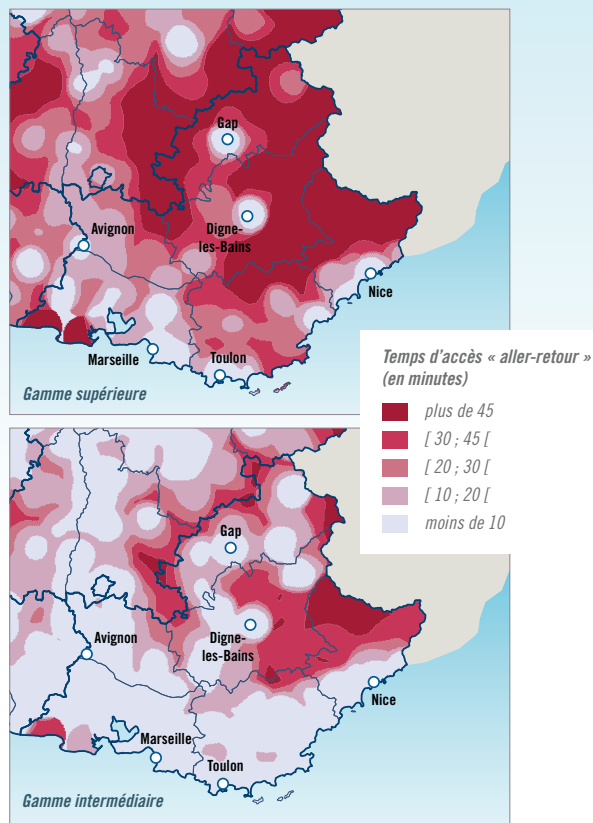 Gap
Avignon
Digne-
les-Bains
Nice
Marseille
Toulon
Gamme supérieure
Temps d'accès « aller-retour »
(en minutes)
plus de 45
[ 30 ; 45 [
[ 20 ; 30 [
[ 10 ; 20 [
moins de 10
Gap
Avignon
Digne-
les-Bains
Nice
Marseille
Toulon
Gamme intermédiaire